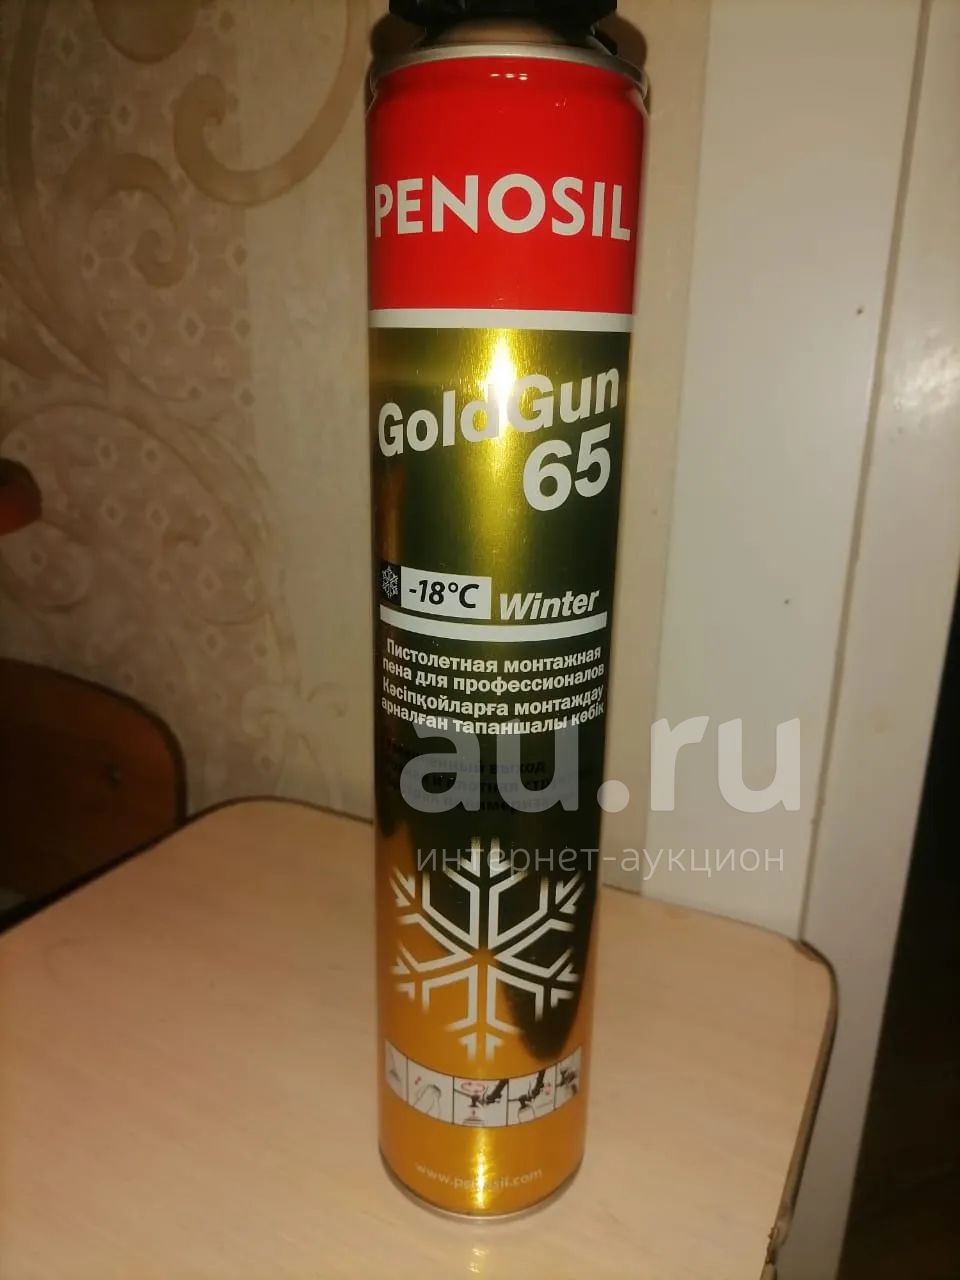 PENOSIL
GoldGun
65
-18°C Winter
Пистолетная монтажная
пена для профессионалов
Кәсіпқойларға монтаждау
арналған тапаншалы көбік
выход
au.ru
интернет-аукцион
www.penosil.com